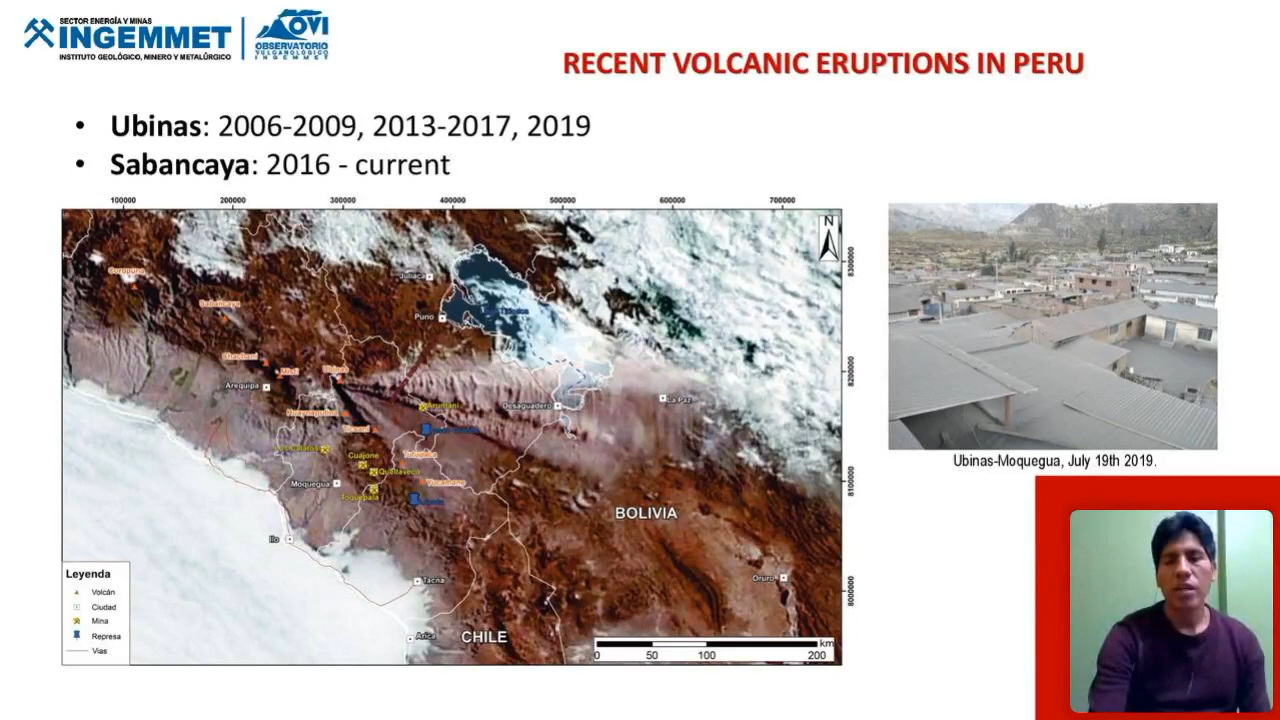 SECTOR ENERGÍA Y MINAS
INGEMMET
INSTITUTO GEOLÓGICO, MINERO Y METALÚRGICO
OVI
OBSERVATORIO
VULCANOLÓGICO
INGEMMET
RECENT VOLCANIC ERUPTIONS IN PERU
• Ubinas: 2006-2009, 2013-2017, 2019
• Sabancaya: 2016 - current
100000 200000 300000 400000 500000 600000 700000
N
8300000
8200000
8100000
8000000
Coropuna
Sabancaya
Juliaca
Puno
Chachani
Misti
Ubinas
Arequipa
Huaynaputina
Aruntani
Desaguadero
La Paz
Ticsani
Cuajone
Tutupaca
Quellaveco
Moquegua
Yucamane
Toquepala
BOLIVIA
Ilo
Tacna
Oruro
Arica
CHILE
Leyenda
Volcán
Ciudad
Mina
Represa
Vias
km
0 50 100 200
Ubinas-Moquegua, July 19th 2019.